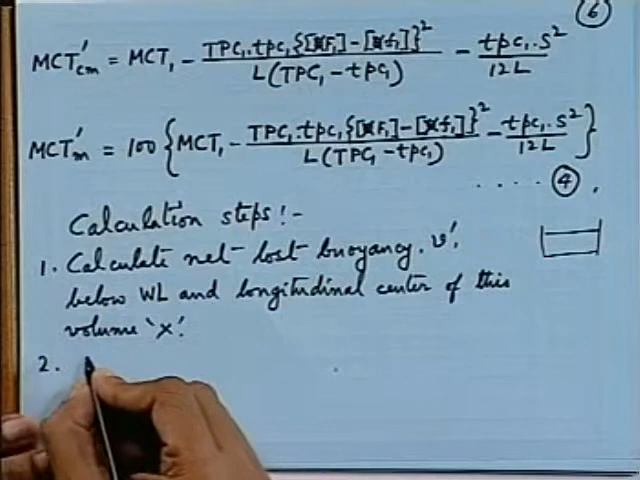 6
MCT'cm = MCT₁ - TPC₁.tpc₁{[XF₁]-[Xf₁]}² / L(TPC₁-tpc₁) - tpc₁.S² / 12L
MCT'm = 100 {MCT₁ - TPC₁.tpc₁{[XF₁]-[Xf₁]}² / L(TPC₁-tpc₁) - tpc₁.S² / 12L}
.... 4 .
Calculation steps:-
1. Calculate net lost buoyancy. 'v'.
below WL and longitudinal center of this
volume 'x'.
2.